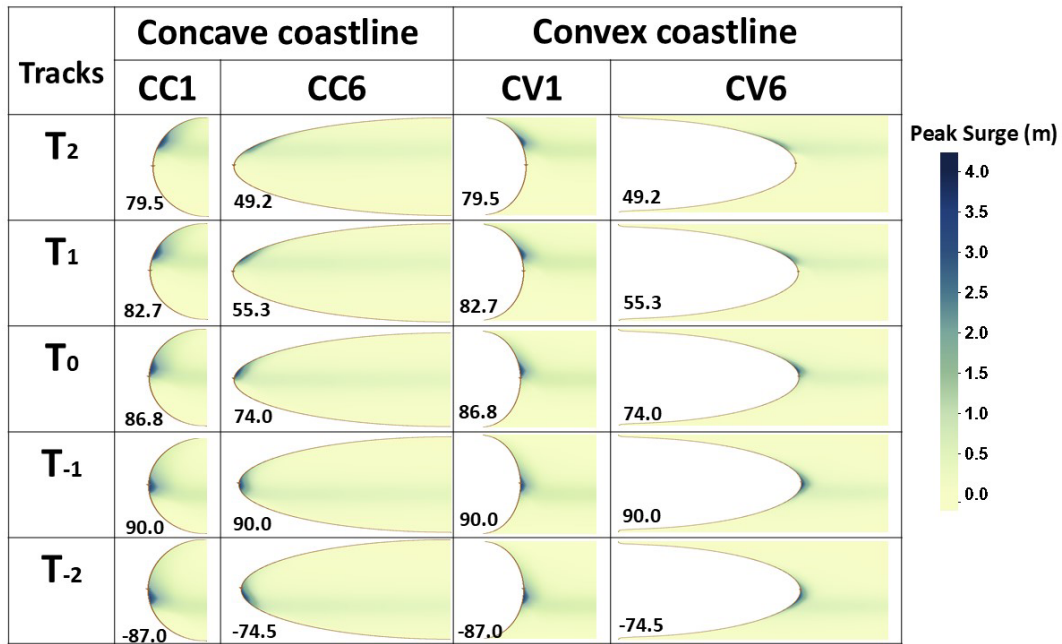 Concave coastline Convex coastline
Tracks CC1 CC6 CV1 CV6
Peak Surge (m)
4.0
3.5
3.0
2.5
2.0
1.5
1.0
0.5
0.0
T2
79.5 49.2 79.5 49.2
T1
82.7 55.3 82.7 55.3
T0
86.8 74.0 86.8 74.0
T-1
90.0 90.0 90.0 90.0
T-2
-87.0 -74.5 -87.0 -74.5